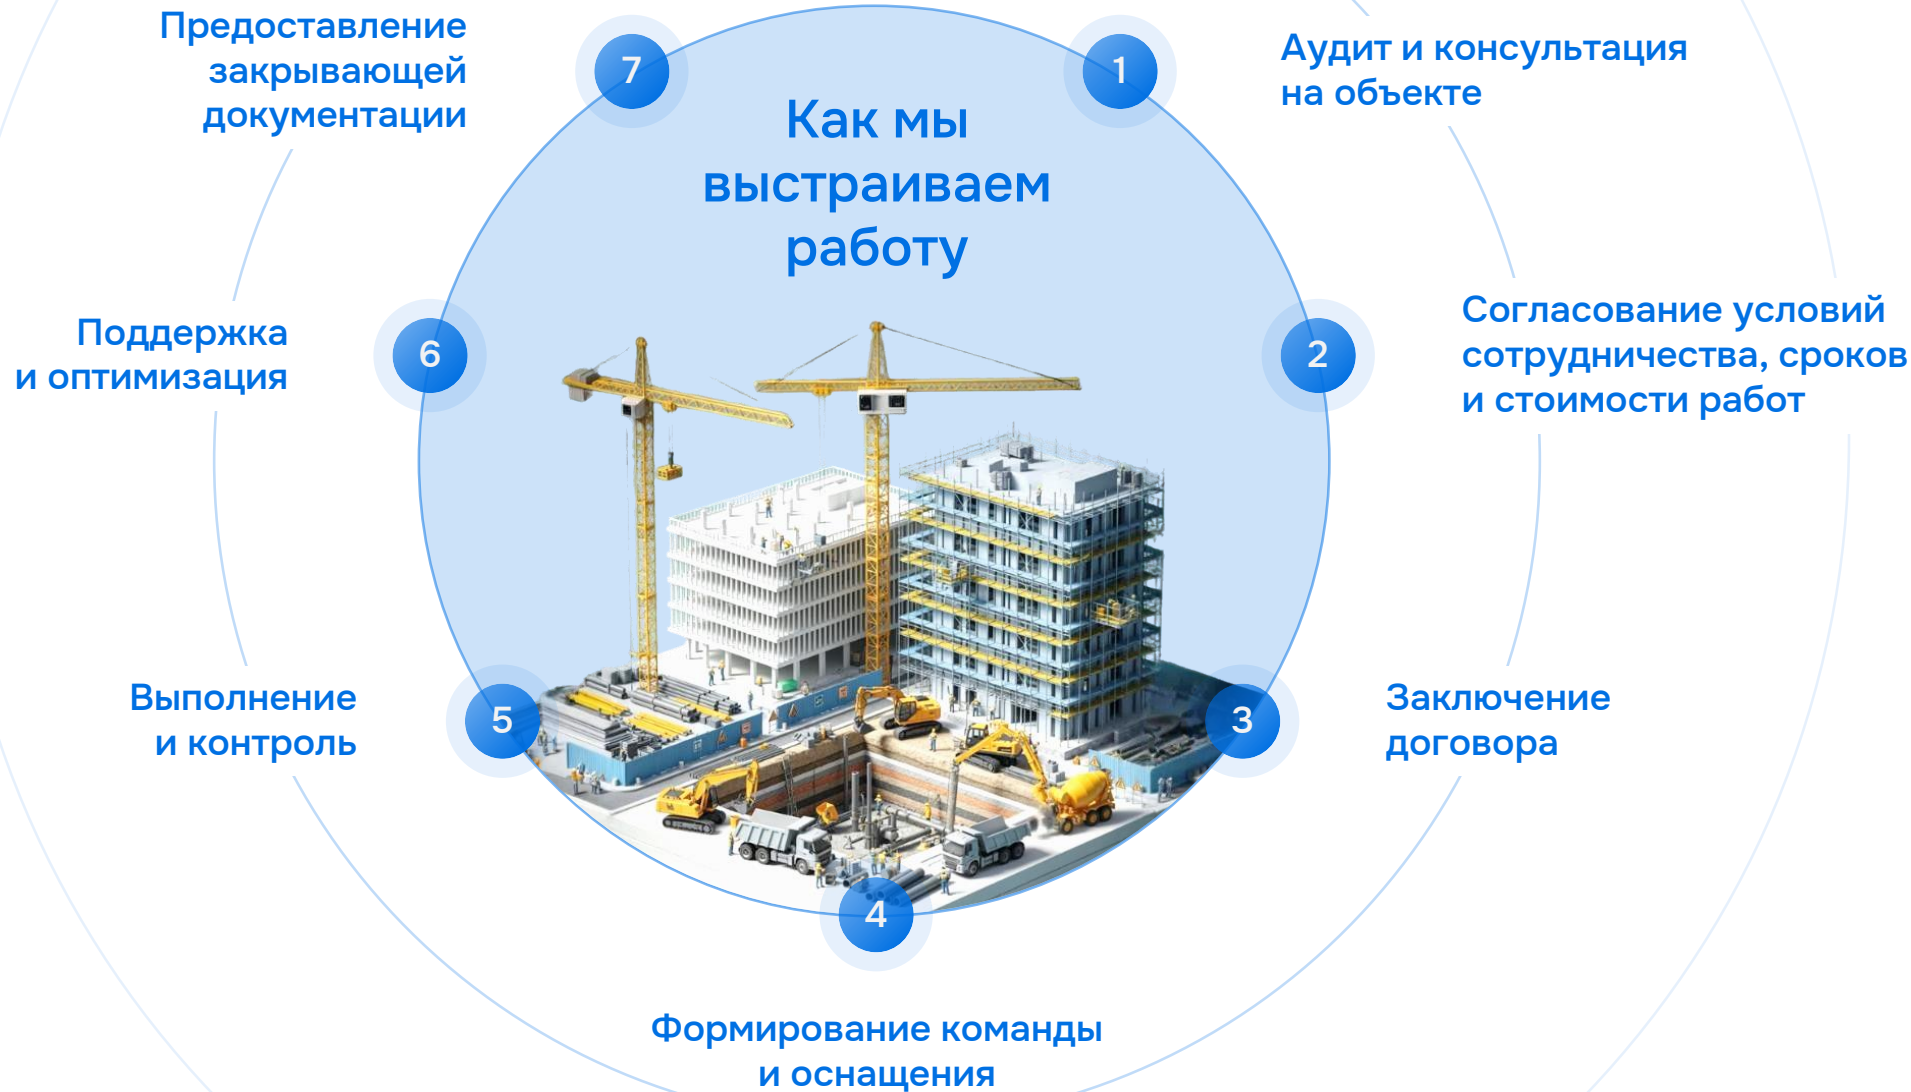 Как мы
выстраиваем
работу
1
Аудит и консультация
на объекте
2
Согласование условий
сотрудничества, сроков
и стоимости работ
3
Заключение
договора
4
Формирование команды
и оснащения
5
Выполнение
и контроль
6
Поддержка
и оптимизация
7
Предоставление
закрывающей
документации